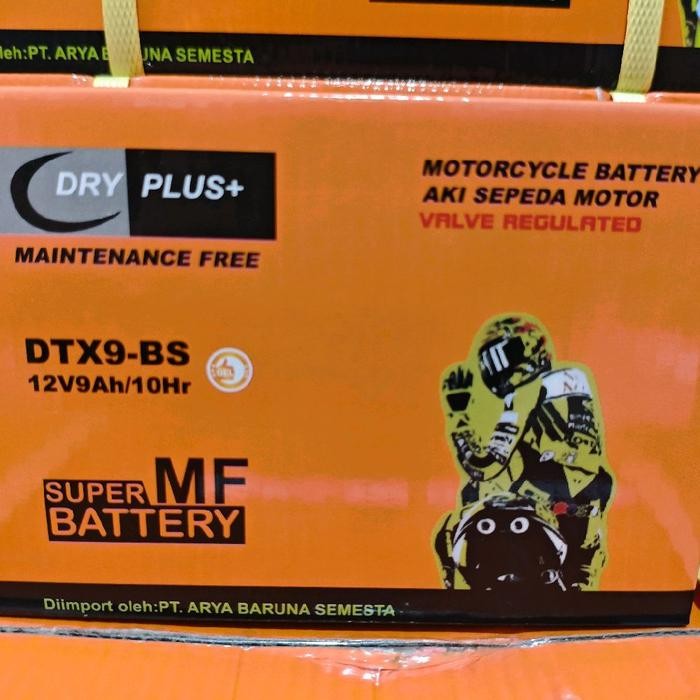 leh:PT. ARYA BARUNA SEMESTA
DRY PLUS+
MAINTENANCE FREE
MOTORCYCLE BATTERY
AKI SEPEDA MOTOR
VALVE REGULATED
DTX9-BS
12V9Ah/10Hr
GEL
SUPER MF
BATTERY
Diimport oleh:PT. ARYA BARUNA SEMESTA